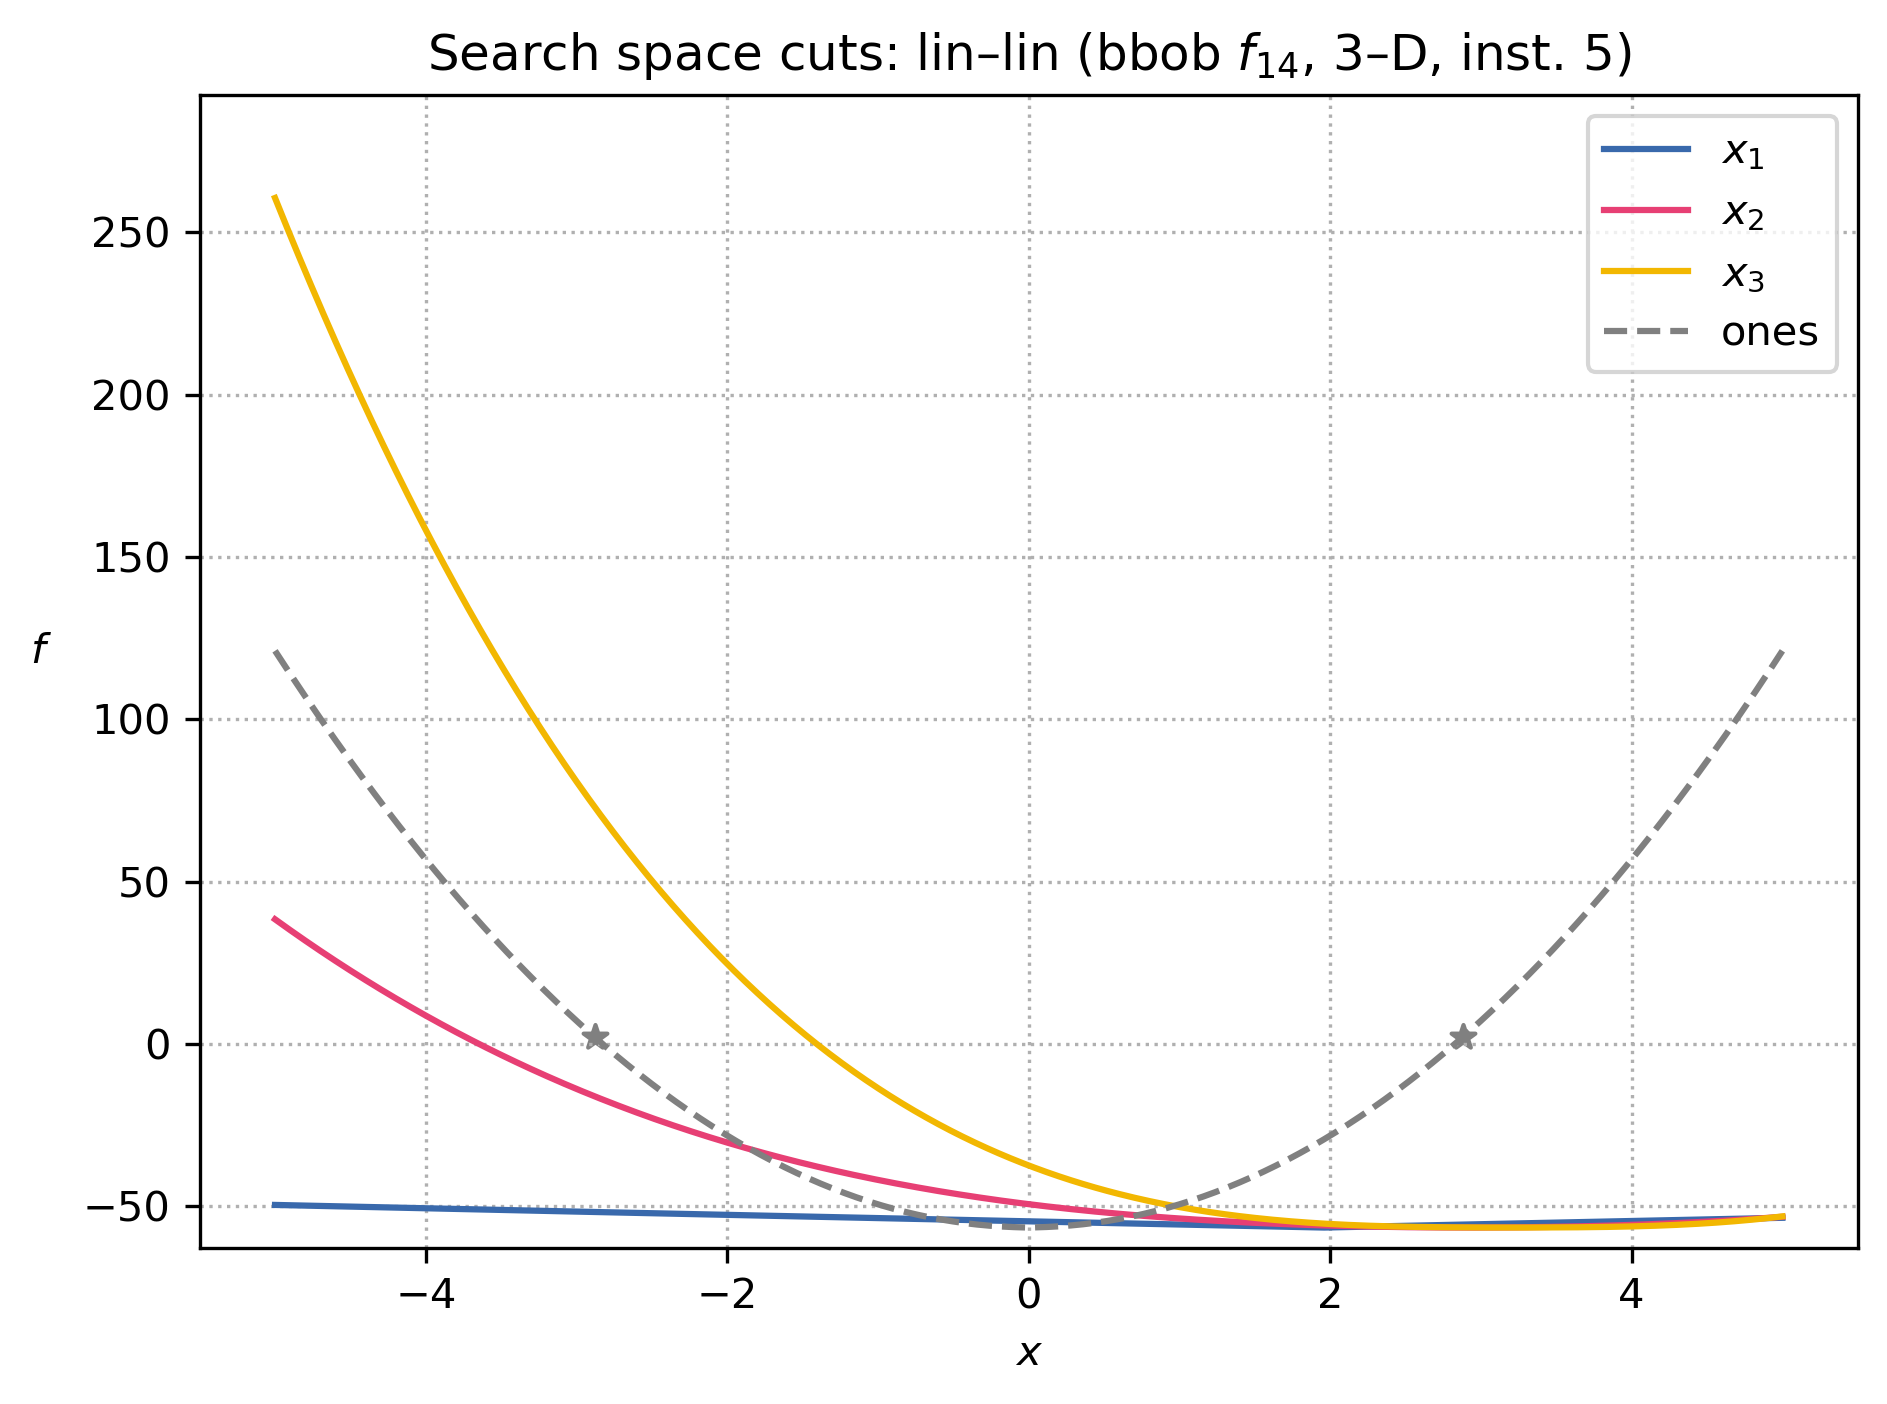 Search space cuts: lin–lin (bbob f₁₄, 3–D, inst. 5)
x₁
x₂
x₃
ones
250
200
150
100
50
0
−50
f
−4
−2
0
2
4
x